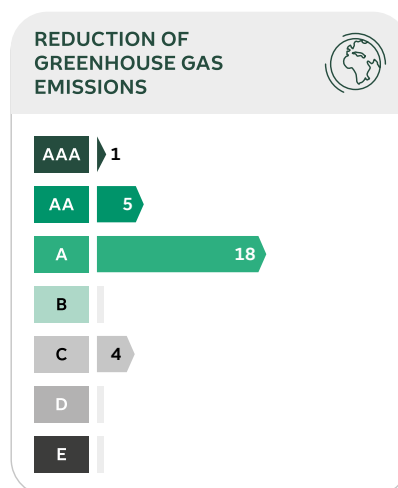 REDUCTION OF
GREENHOUSE GAS
EMISSIONS
AAA 1
AA 5
A 18
B
C 4
D
E